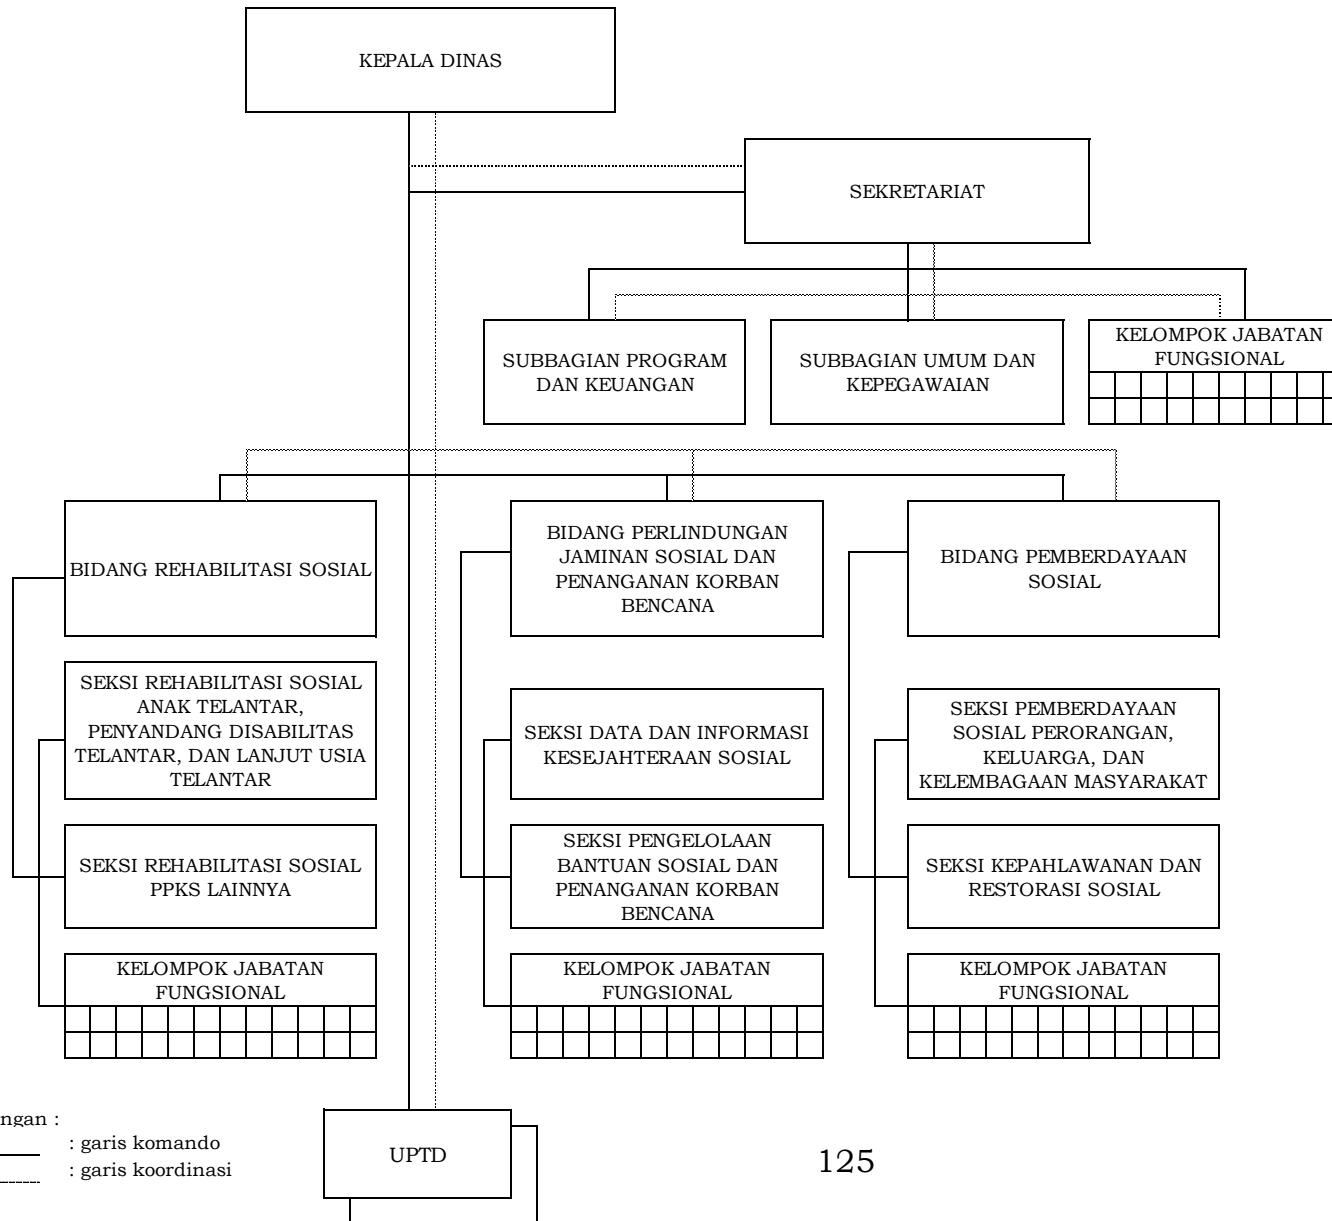 KEPALA DINAS
SEKRETARIAT
SUBBAGIAN PROGRAM
DAN KEUANGAN
SUBBAGIAN UMUM DAN
KEPEGAWAIAN
KELOMPOK JABATAN
FUNGSIONAL
BIDANG REHABILITASI SOSIAL
BIDANG PERLINDUNGAN
JAMINAN SOSIAL DAN
PENANGANAN KORBAN
BENCANA
BIDANG PEMBERDAYAAN
SOSIAL
SEKSI REHABILITASI SOSIAL
ANAK TELANTAR,
PENYANDANG DISABILITAS
TELANTAR, DAN LANJUT USIA
TELANTAR
SEKSI DATA DAN INFORMASI
KESEJAHTERAAN SOSIAL
SEKSI PEMBERDAYAAN
SOSIAL PERORANGAN,
KELUARGA, DAN
KELEMBAGAAN MASYARAKAT
SEKSI REHABILITASI SOSIAL
PPKS LAINNYA
SEKSI PENGELOLAAN
BANTUAN SOSIAL DAN
PENANGANAN KORBAN
BENCANA
SEKSI KEPAHLAWANAN DAN
RESTORASI SOSIAL
KELOMPOK JABATAN
FUNGSIONAL
KELOMPOK JABATAN
FUNGSIONAL
KELOMPOK JABATAN
FUNGSIONAL
ngan :
: garis komando
: garis koordinasi
UPTD
125